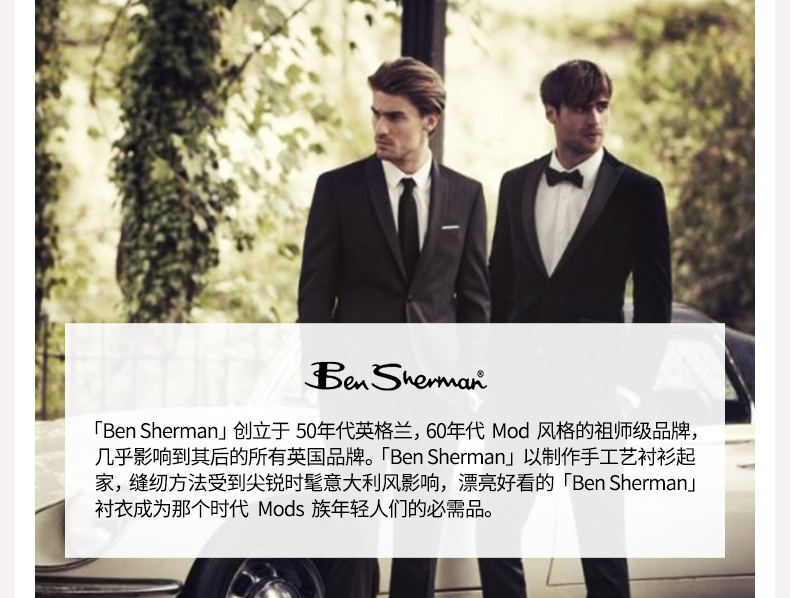 Ben Sherman®
「Ben Sherman」创立于 50年代英格兰，60年代 Mod 风格的祖师级品牌，
几乎影响到其后的所有英国品牌。「Ben Sherman」以制作手工艺衬衫起
家，缝纫方法受到尖锐时髦意大利风影响，漂亮好看的「Ben Sherman」
衬衣成为那个时代 Mods 族年轻人们的必需品。